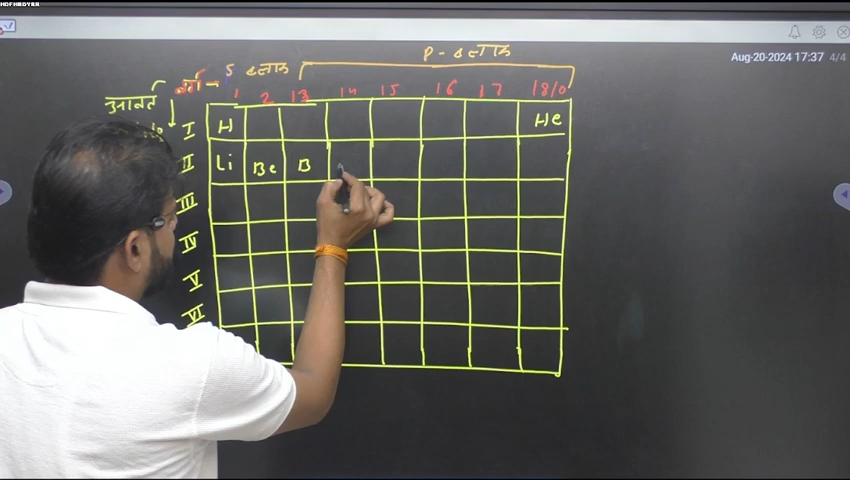 Aug-20-2024 17:37 4/4
P - ब्लाक
S ब्लाक
आवर्त वर्ग →
1 2 13 14 15 16 17 18/0
I H He
II Li Be B
III
IV
V
VI